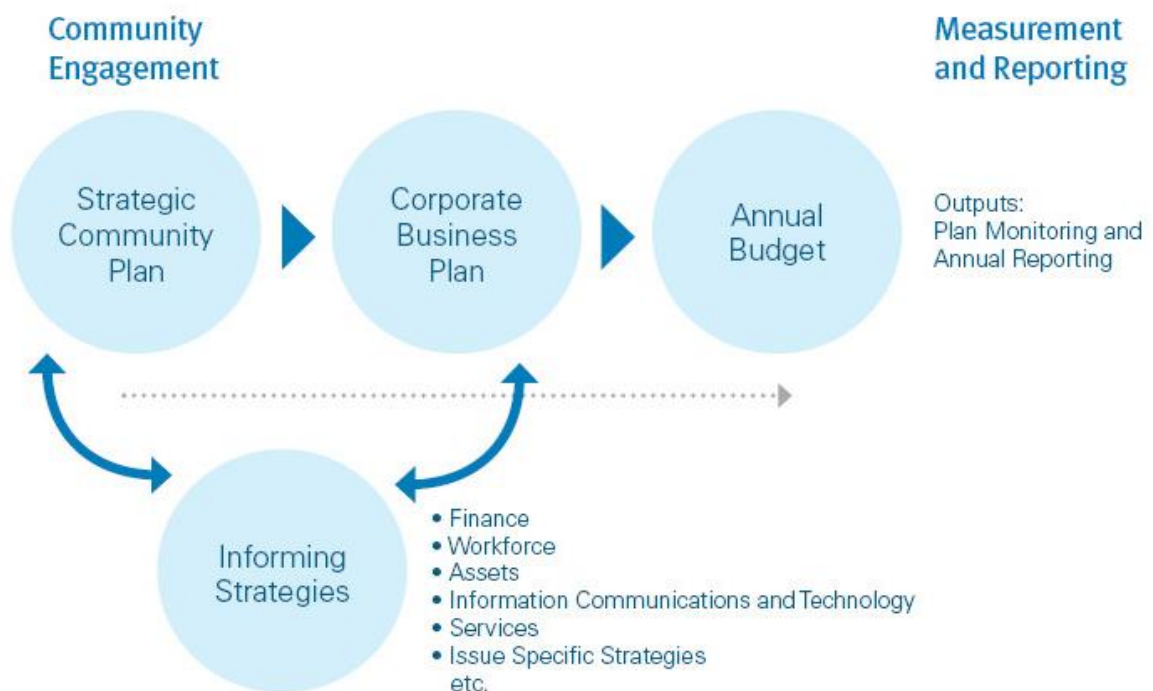 Community
Engagement
Measurement
and Reporting
Strategic
Community
Plan
Corporate
Business
Plan
Annual
Budget
Outputs:
Plan Monitoring and
Annual Reporting
Informing
Strategies
• Finance
• Workforce
• Assets
• Information Communications and Technology
• Services
• Issue Specific Strategies
etc.